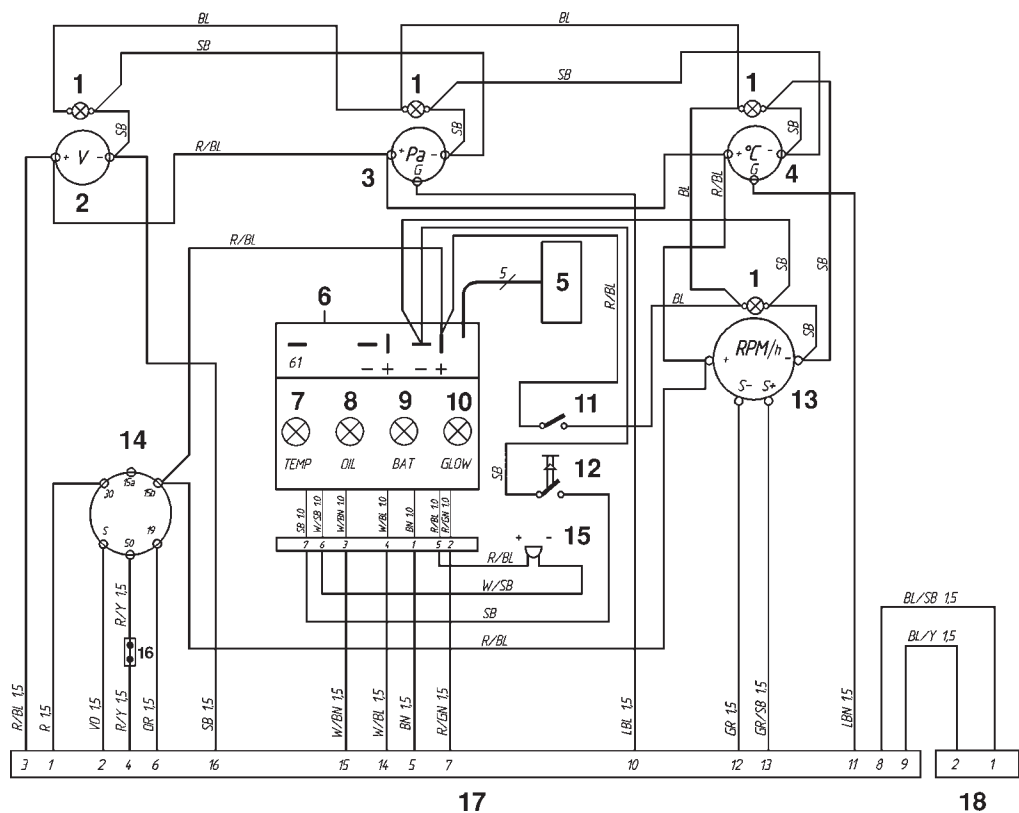 BL
BL
SB
SB
1
1
1
SB
SB
SB
+ V -
R/BL
+ Pa -
G
+ °C -
G
2
3
4
BL
R/BL
R/BL
5
5
R/BL
SB
SB
6
1
BL
SB
61
- +
- +
+ RPM/h -
S- S+
13
7 8 9 10
11
TEMP OIL BAT GLOW
14
12
SB
15a
30
15b
S
19
50
SB 1.0
W/SB 1.0
W/BN 1.0
W/BL 1.0
BN 1.0
R/BL 1.0
R/GN 1.0
7 6 3 4 1 5 2
+ -
15
R/BL
W/SB
SB
R/BL
R/Y 1,5
16
BL/SB 1,5
BL/Y 1,5
R/BL 1,5
R 1,5
VO 1,5
R/Y 1,5
OR 1,5
SB 1,5
W/BN 1,5
W/BL 1,5
BN 1,5
R/GN 1,5
LBL 1,5
GR 1,5
GR/SB 1,5
LBN 1,5
3 1 2 4 6 16 15 14 5 7 10 12 13 11 8 9
2 1
17
18